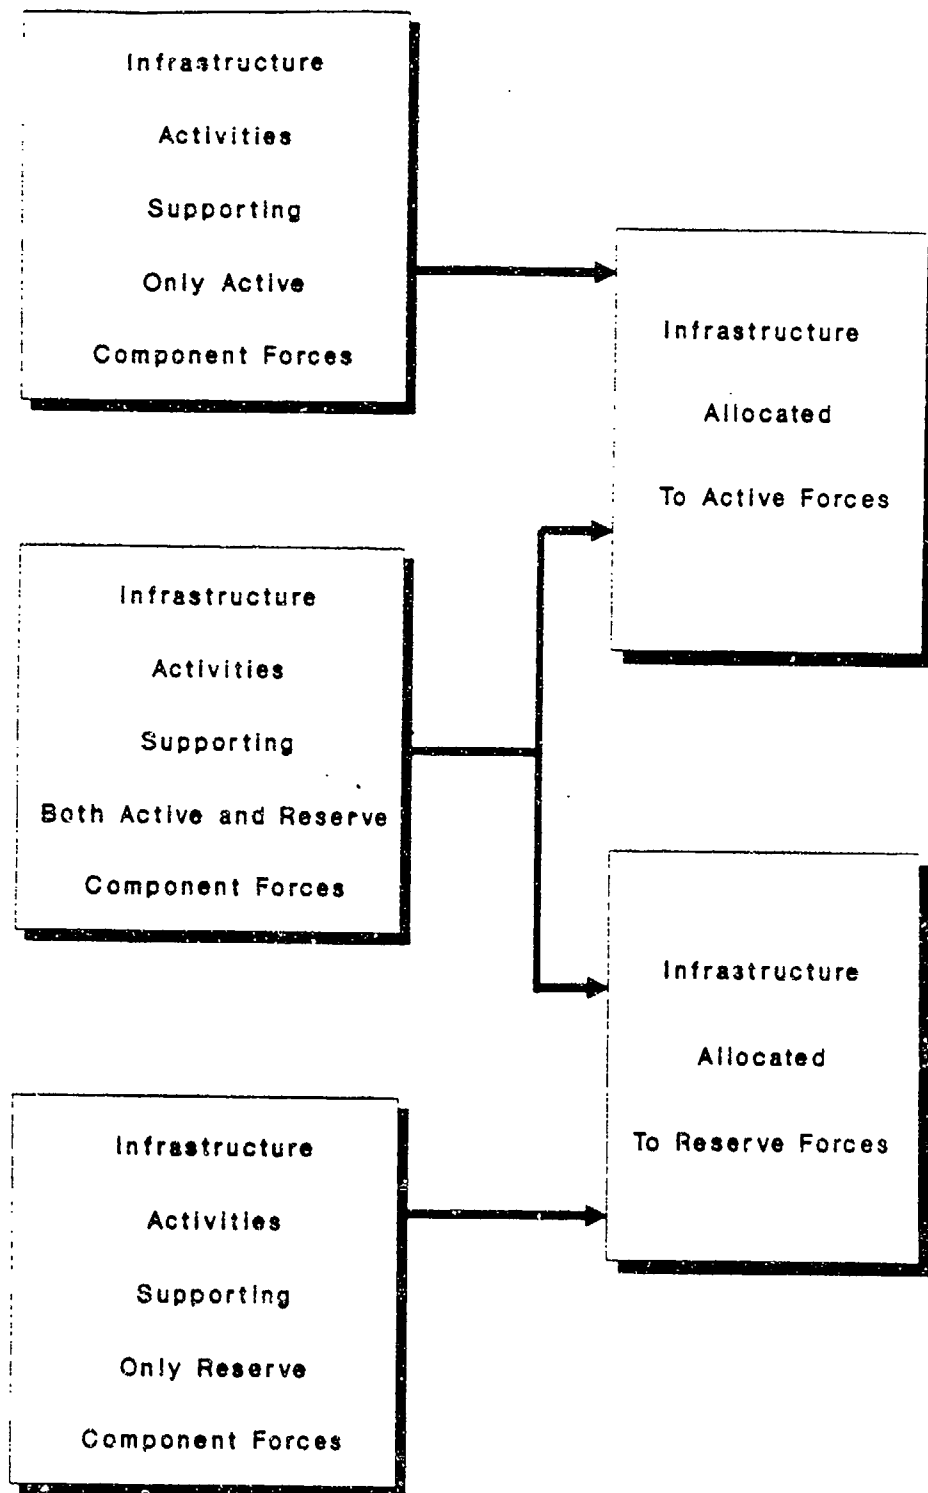 Infrastructure
Activities
Supporting
Only Active
Component Forces
Infrastructure
Allocated
To Active Forces
Infrastructure
Activities
Supporting
Both Active and Reserve
Component Forces
Infrastructure
Allocated
To Reserve Forces
Infrastructure
Activities
Supporting
Only Reserve
Component Forces